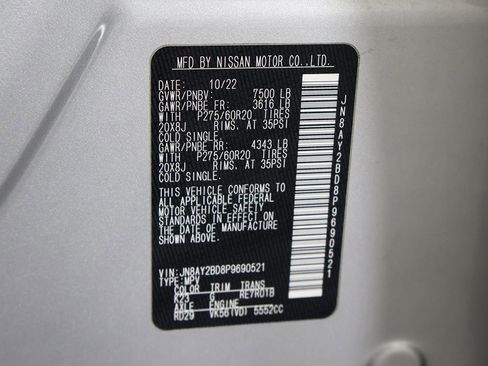 MFD BY NISSAN MOTOR CO.,LTD.
DATE: 10/22
GVWR/PNBV: 7500 LB
GAWR/PNBE FR: 3616 LB
WITH P275/60R20 TIRES
20X8J RIMS. AT 35PSI
COLD SINGLE.
GAWR/PNBE RR: 4343 LB
WITH P275/60R20 TIRES
20X8J RIMS. AT 35PSI
COLD SINGLE.
THIS VEHICLE CONFORMS TO
ALL APPLICABLE FEDERAL
MOTOR VEHICLE SAFETY
STANDARDS IN EFFECT ON
THE DATE OF MANUFACTURE
SHOWN ABOVE.
VIN:JN8AY2BD8P9690521
TYPE:MPV
COLOR TRIM TRANS
K23 G RE7R01B
AXLE ENGINE
RD29 VK56(VD) 5552CC
JN8AY2BD8P9690521